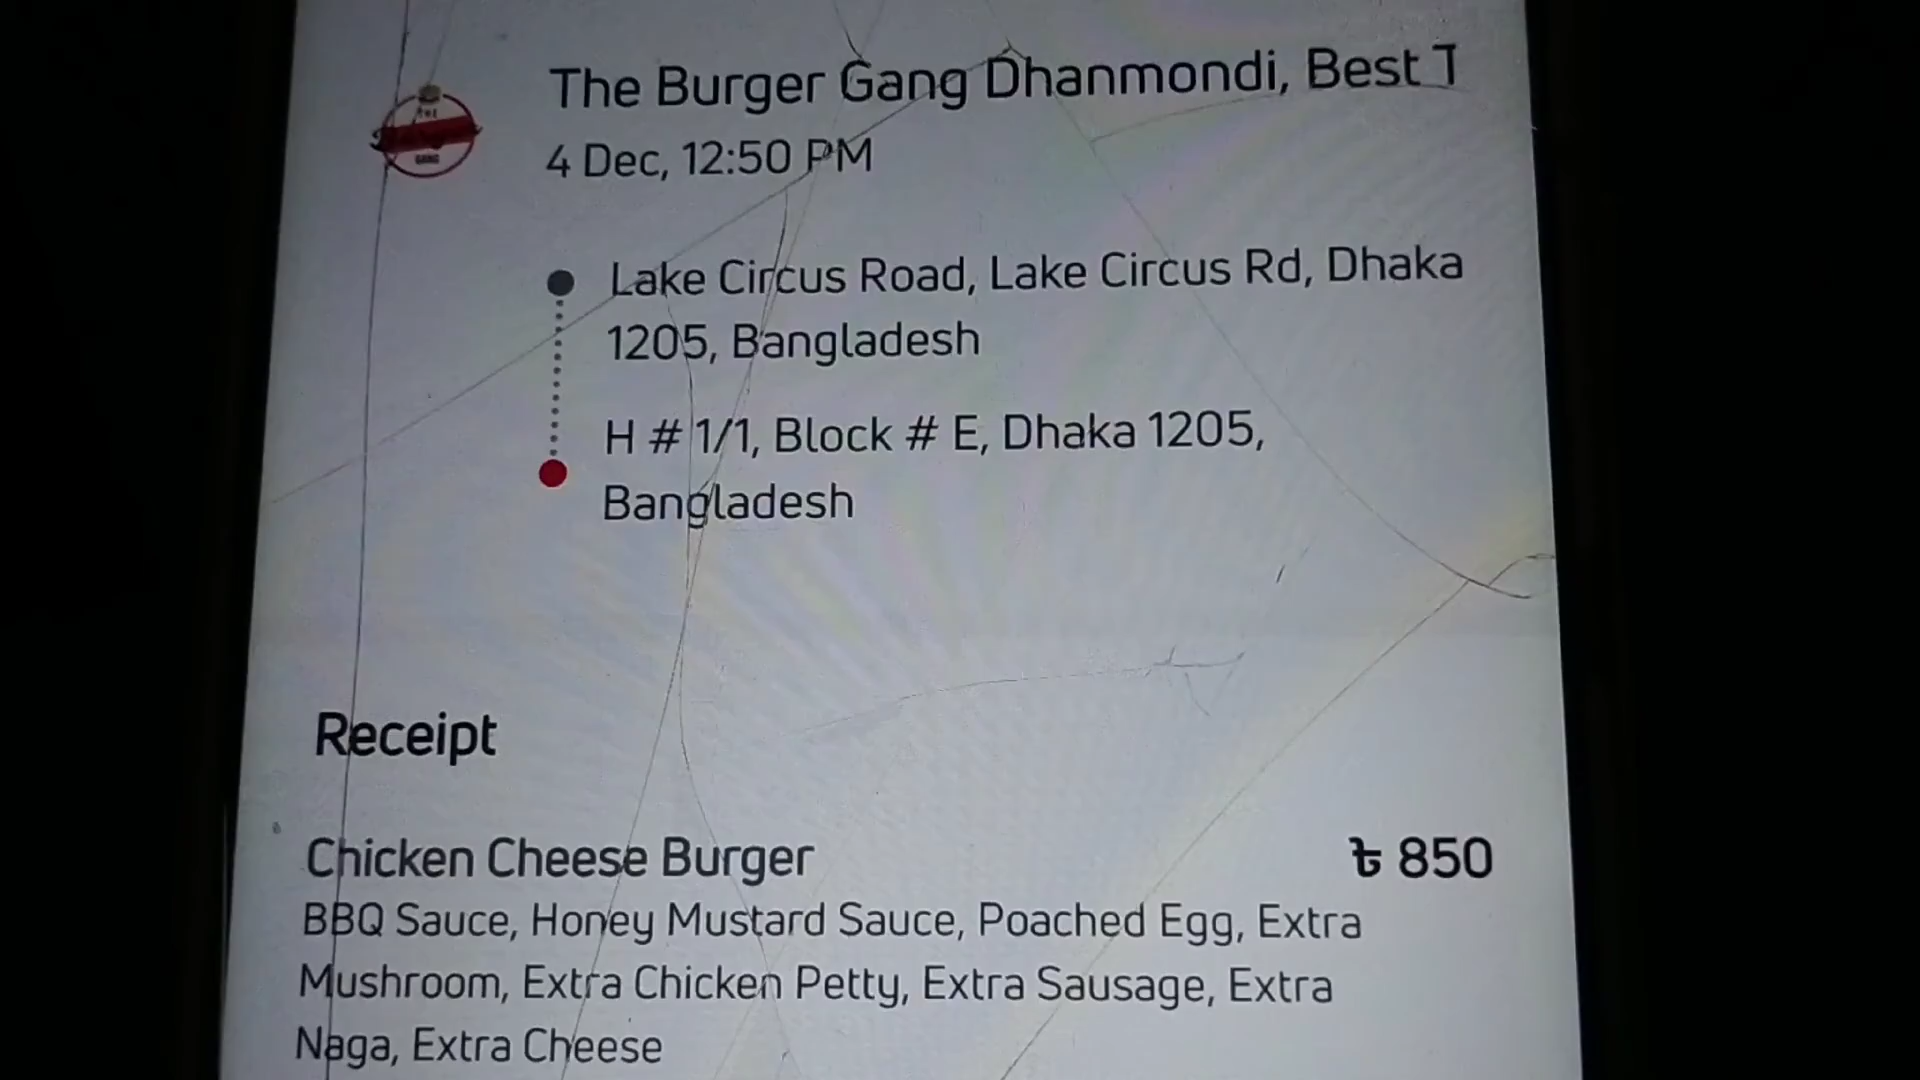 The Burger Gang Dhanmondi, Best T
THE
GANG
4 Dec, 12:50 PM
Lake Circus Road, Lake Circus Rd, Dhaka
1205, Bangladesh
H # 1/1, Block # E, Dhaka 1205,
Bangladesh
Receipt
Chicken Cheese Burger
৳ 850
BBQ Sauce, Honey Mustard Sauce, Poached Egg, Extra
Mushroom, Extra Chicken Petty, Extra Sausage, Extra
Naga, Extra Cheese